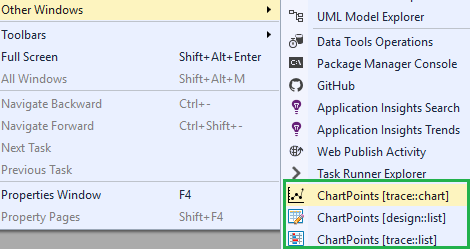 Other Windows
Toolbars
Full Screen Shift+Alt+Enter
All Windows Shift+Alt+M
Navigate Backward Ctrl+-
Navigate Forward Ctrl+Shift+-
Next Task
Previous Task
Properties Window F4
Property Pages Shift+F4
UML Model Explorer
Data Tools Operations
Package Manager Console
GitHub
Application Insights Search
Application Insights Trends
Web Publish Activity
Task Runner Explorer
ChartPoints [trace::chart]
ChartPoints [design::list]
ChartPoints [trace::list]